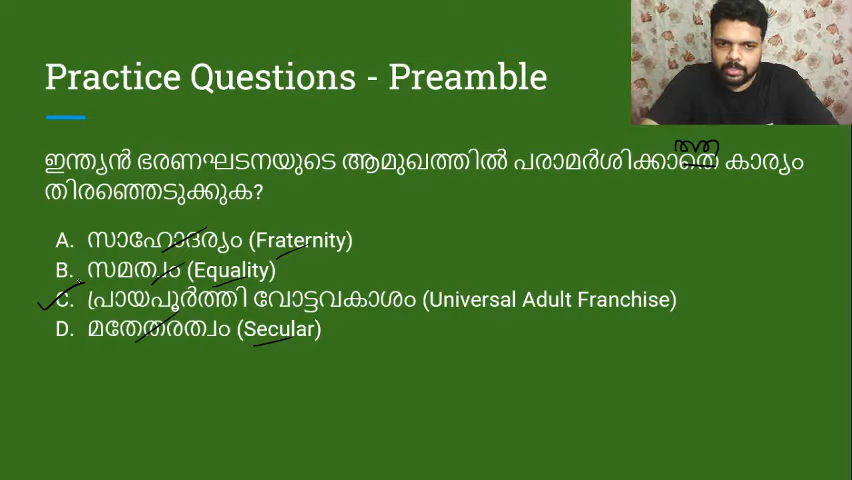 Practice Questions - Preamble
ഇന്ത്യൻ ഭരണഘടനയുടെ ആമുഖത്തിൽ പരാമർശിക്കാതെ കാര്യം
തിരഞ്ഞെടുക്കുക?
A. സാഹോദര്യം (Fraternity)
B. സമത്വം (Equality)
C. പ്രായപൂർത്തി വോട്ടവകാശം (Universal Adult Franchise)
D. മതേതരത്വം (Secular)